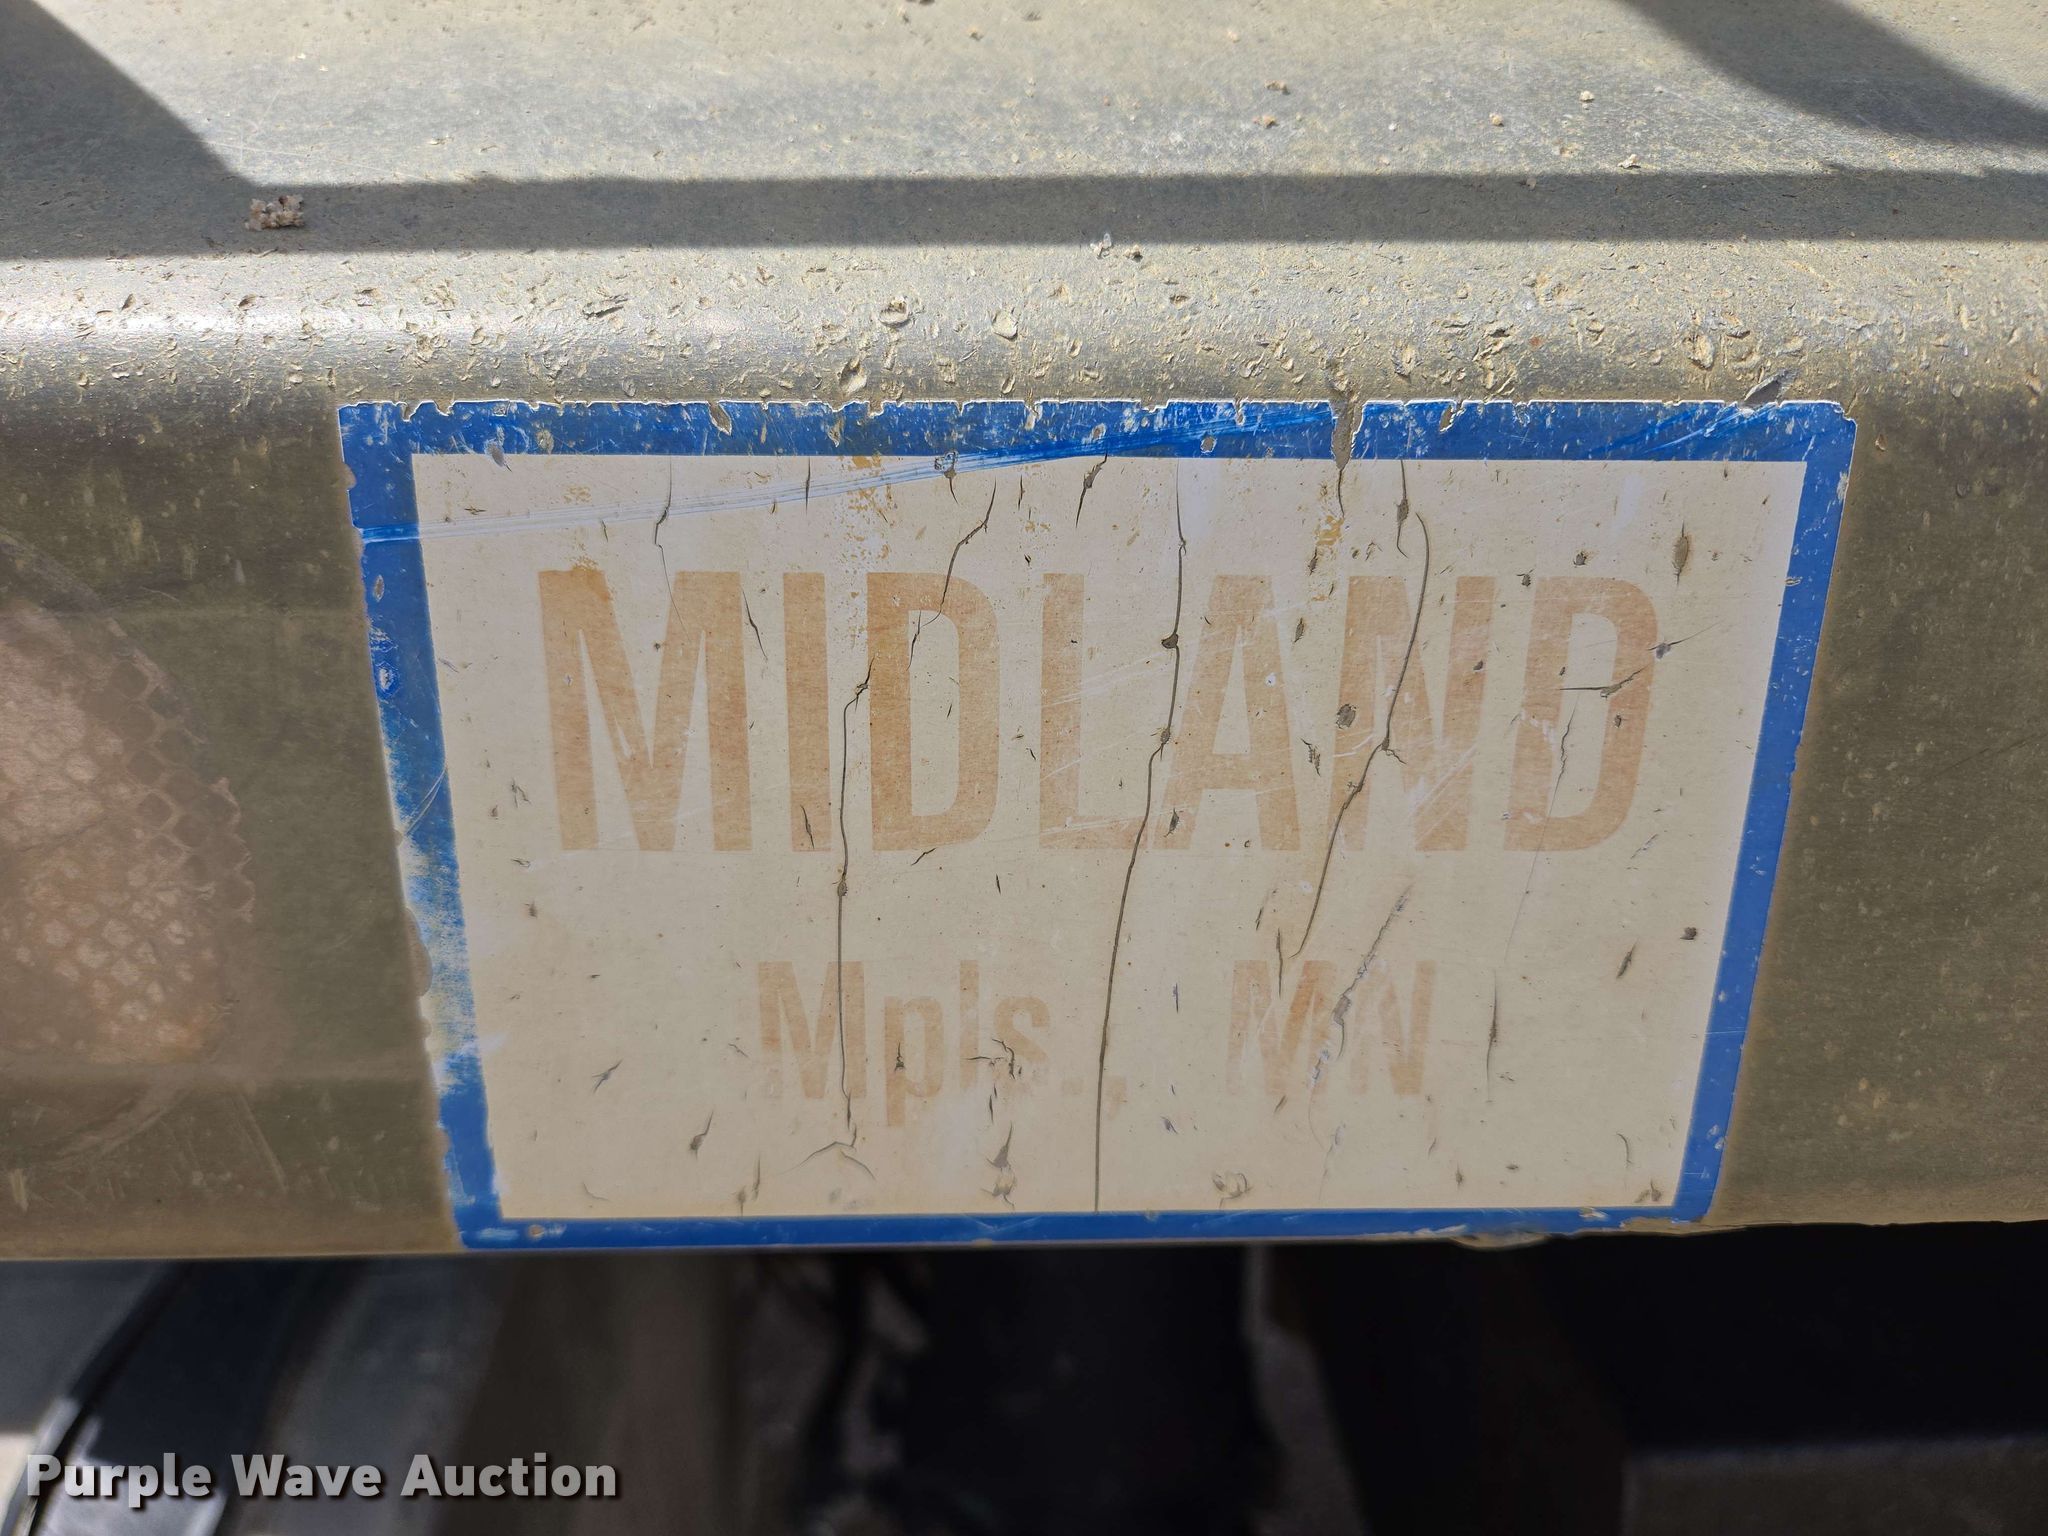 MIDLAND
Mpls., MN
Purple Wave Auction